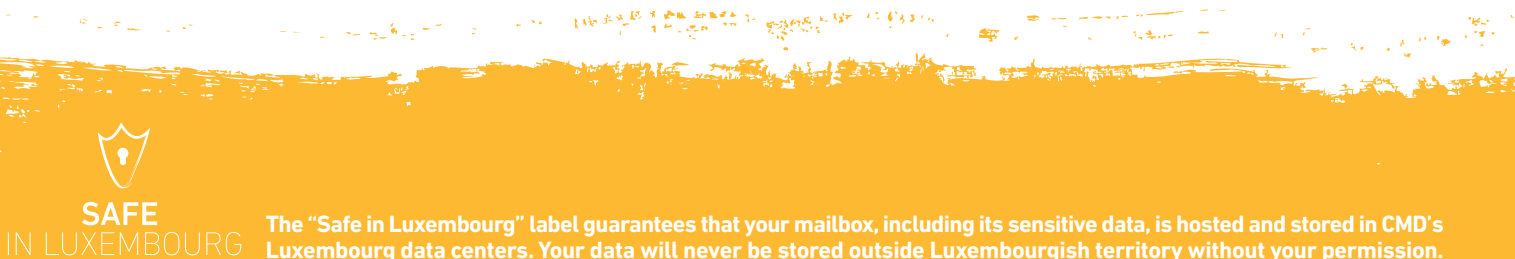 SAFE
IN LUXEMBOURG
The “Safe in Luxembourg” label guarantees that your mailbox, including its sensitive data, is hosted and stored in CMD’s
Luxembourg data centers. Your data will never be stored outside Luxembourgish territory without your permission.